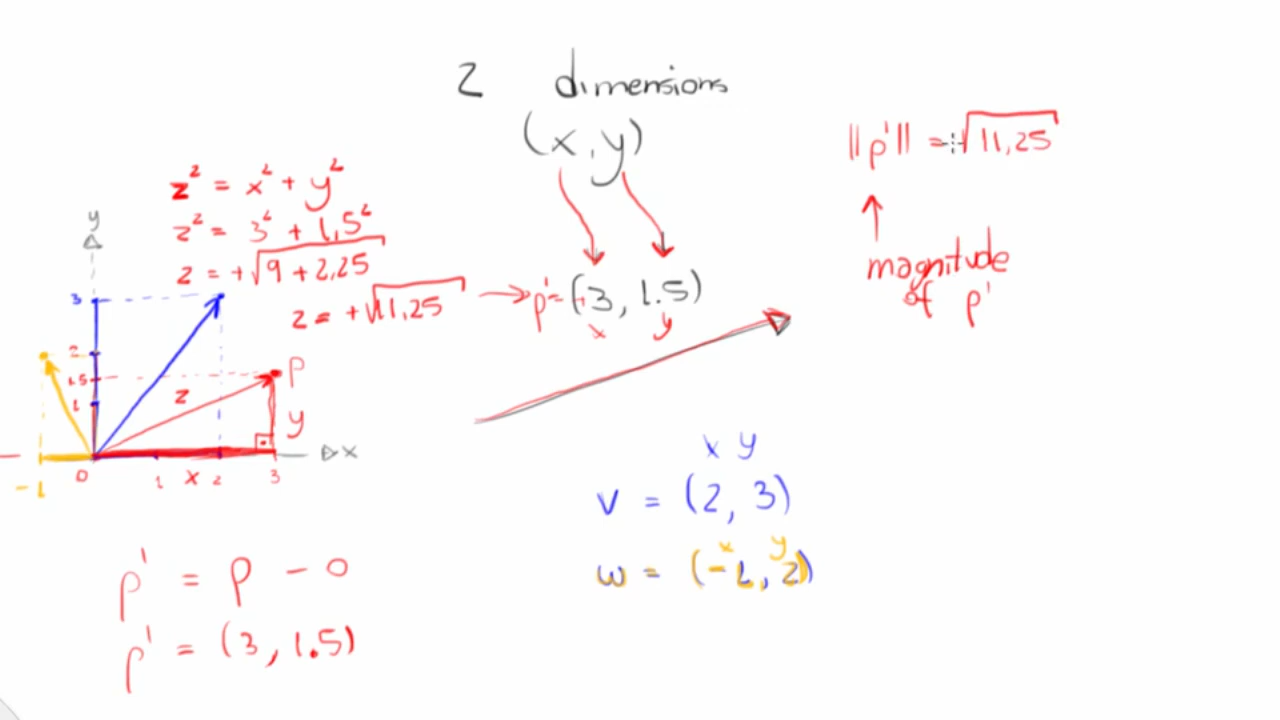 2 dimensions
(x, y)
||p'|| = +√11,25
magnitude
of p'
z² = x² + y²
z² = 3² + 1,5²
z = +√9 + 2,25
z = +√11,25
p' = (3, 1.5)
x y
y
3
2
1.5
1
0
-1
1
x
2
3
x
z
p
y
x y
v = (2, 3)
x y
w = (-1, 2)
p' = p - 0
p' = (3, 1.5)